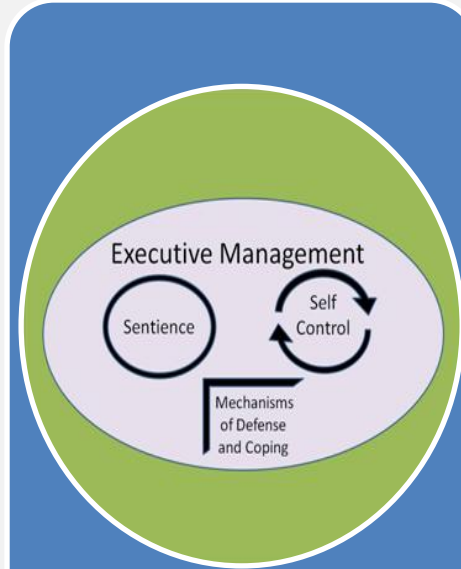 Executive Management
Sentience
Self
Control
Mechanisms
of Defense
and Coping